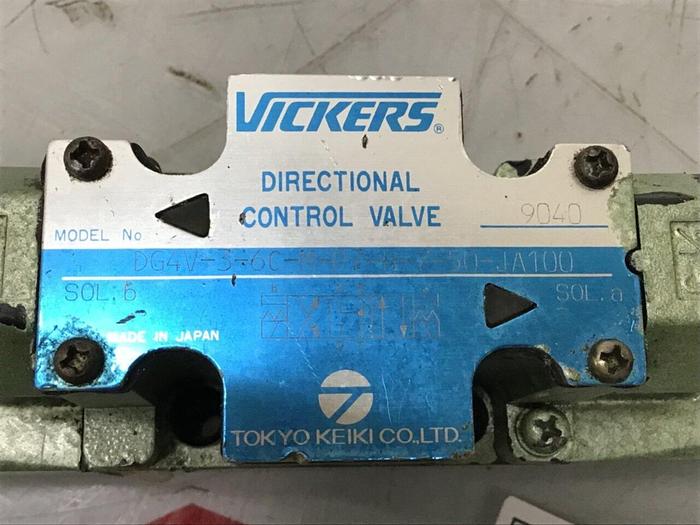 VICKERS®
DIRECTIONAL
CONTROL VALVE 9040
MODEL No
SOL. b SOL. a
MADE IN JAPAN
TOKYO KEIKI CO.,LTD.